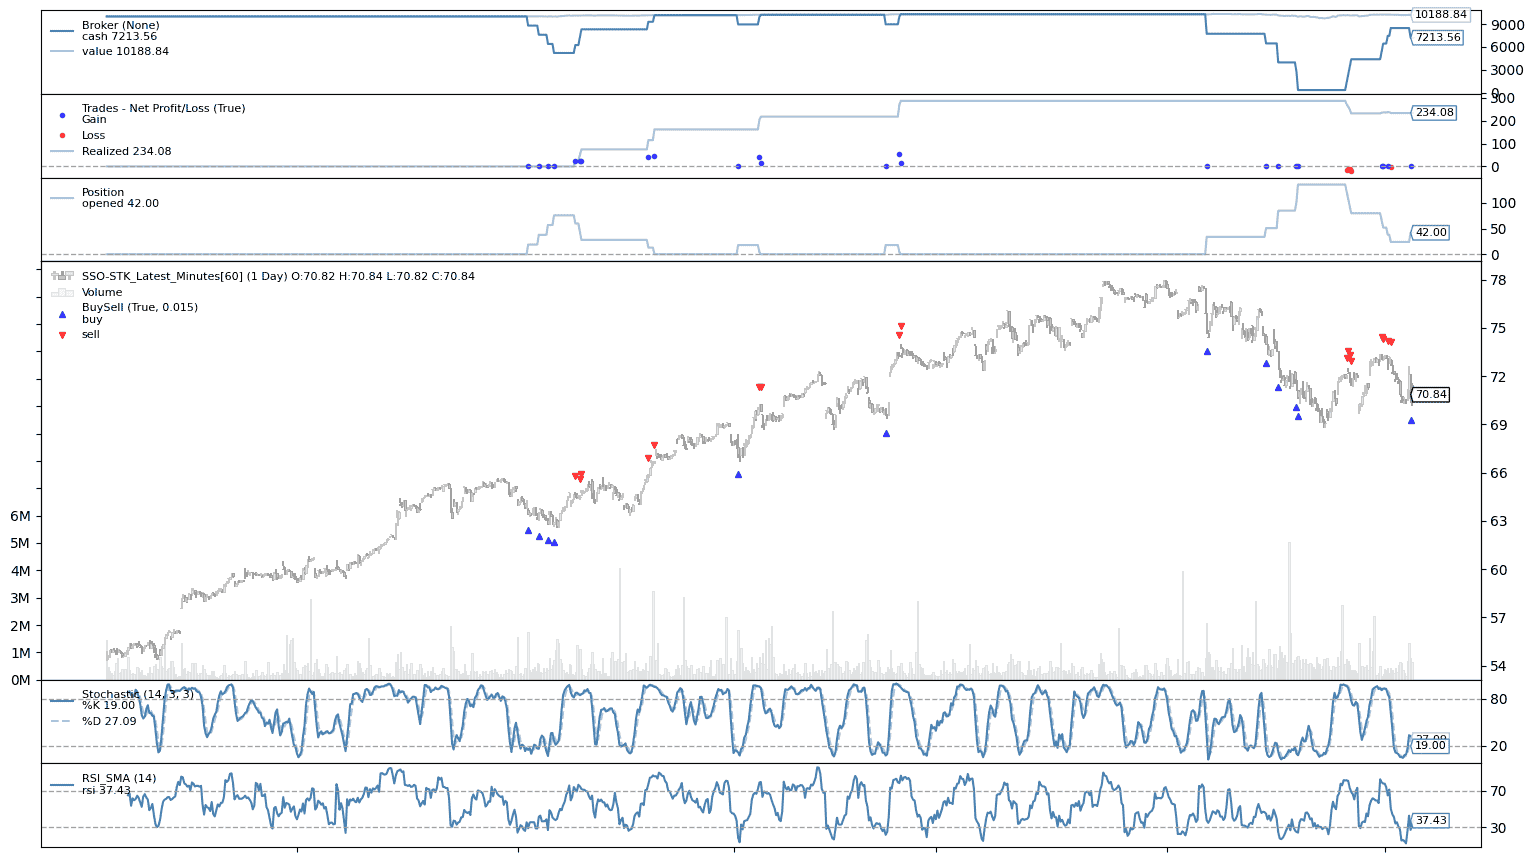 Broker (None)
cash 7213.56
value 10188.84
10188.84
9000
7213.56
6000
3000
0
Trades - Net Profit/Loss (True)
Gain
Loss
Realized 234.08
300
234.08
200
100
0
Position
opened 42.00
100
50
42.00
0
SSO-STK_Latest_Minutes[60] (1 Day) O:70.82 H:70.84 L:70.82 C:70.84
Volume
BuySell (True, 0.015)
buy
sell
78
75
72
70.84
69
66
63
60
57
54
6M
5M
4M
3M
2M
1M
0M
Stochastic (14, 3, 3)
%K 19.00
%D 27.09
80
27.09
19.00
20
RSI_SMA (14)
rsi 37.43
70
37.43
30